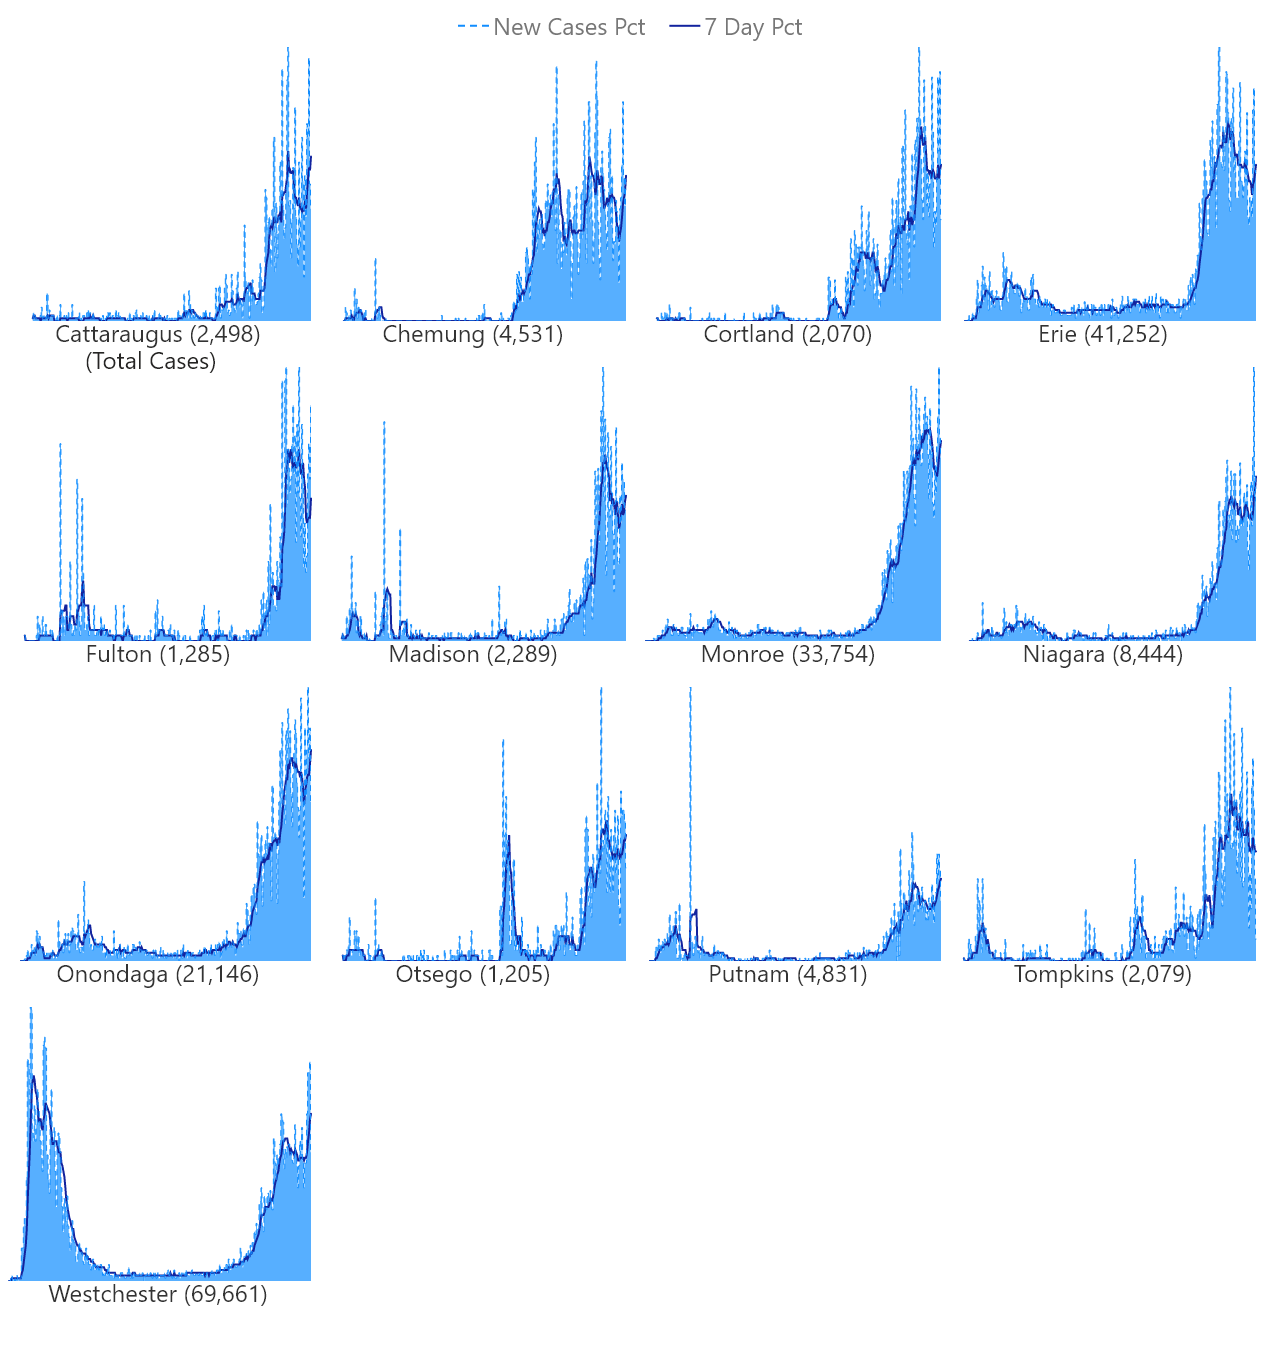 New Cases Pct 7 Day Pct
Cattaraugus (2,498)
(Total Cases)
Chemung (4,531)
Cortland (2,070)
Erie (41,252)
Fulton (1,285)
Madison (2,289)
Monroe (33,754)
Niagara (8,444)
Onondaga (21,146)
Otsego (1,205)
Putnam (4,831)
Tompkins (2,079)
Westchester (69,661)